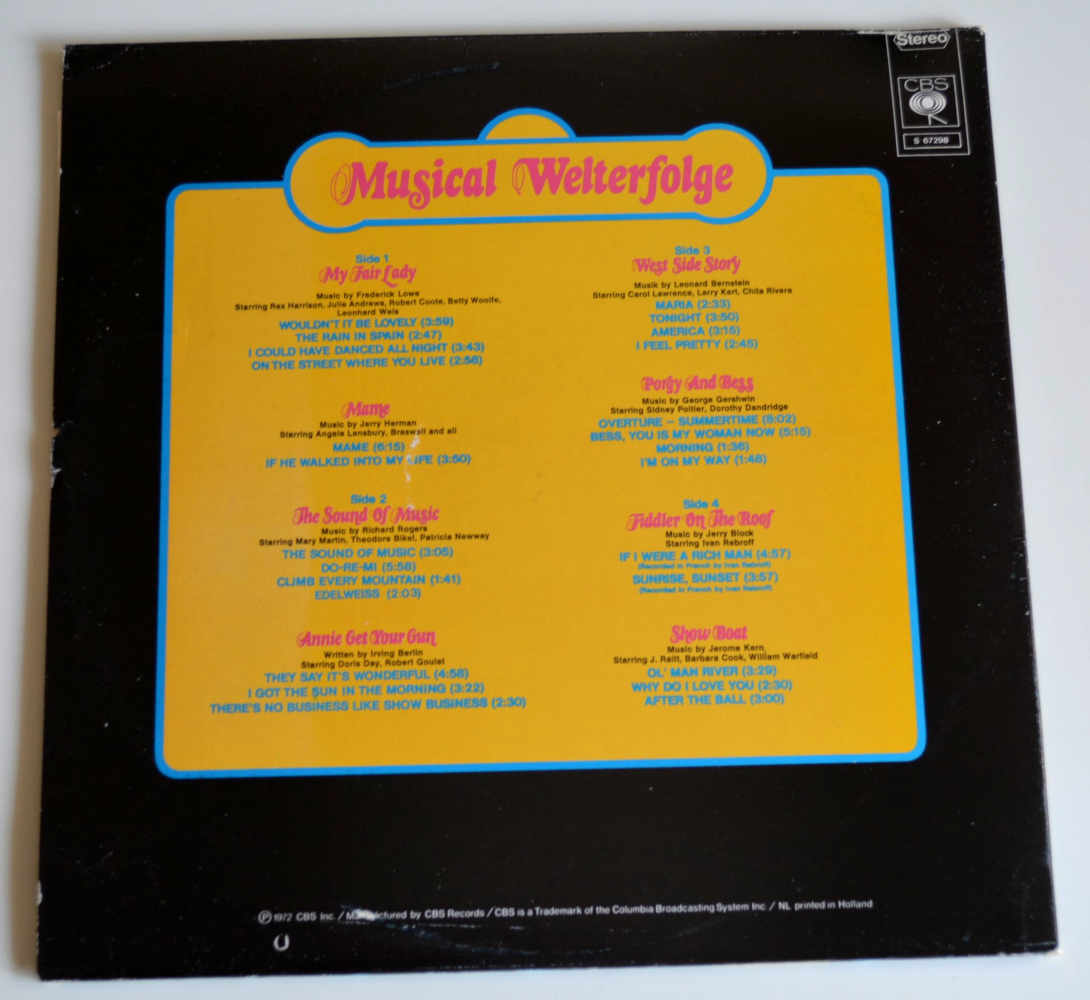 Stereo
CBS
S 67298
Musical Welterfolge
Side 1
My Fair Lady
Music by Frederick Lowe
Starring Rex Harrison, Julie Andrews, Robert Coote, Betty Woolfe,
Leonhard Weis
WOULDN'T IT BE LOVELY (3:59)
THE RAIN IN SPAIN (2:47)
I COULD HAVE DANCED ALL NIGHT (3:43)
ON THE STREET WHERE YOU LIVE (2:56)
Mame
Music by Jerry Herman
Starring Angela Lansbury, Braswell and all
MAME (6:15)
IF HE WALKED INTO MY LIFE (3:50)
Side 2
The Sound Of Music
Music by Richard Rogers
Starring Mary Martin, Theodore Bikel, Patricia Neway
THE SOUND OF MUSIC (3:05)
DO-RE-MI (5:58)
CLIMB EVERY MOUNTAIN (1:41)
EDELWEISS (2:03)
Annie Get Your Gun
Written by Irving Berlin
Starring Doris Day, Robert Goulet
THEY SAY IT'S WONDERFUL (4:58)
I GOT THE SUN IN THE MORNING (3:22)
THERE'S NO BUSINESS LIKE SHOW BUSINESS (2:30)
Side 3
West Side Story
Musik by Leonard Bernstein
Starring Carol Lawrence, Larry Kert, Chita Rivera
MARIA (2:33)
TONIGHT (3:50)
AMERICA (3:15)
I FEEL PRETTY (2:45)
Porgy And Bess
Music by George Gershwin
Starring Sidney Poitier, Dorothy Dandridge
OVERTURE – SUMMERTIME (5:02)
BESS, YOU IS MY WOMAN NOW (5:15)
MORNING (1:36)
I'M ON MY WAY (1:48)
Side 4
Fiddler On The Roof
Music by Jerry Block
Starring Ivan Rebroff
IF I WERE A RICH MAN (4:57)
(Recorded in French by Ivan Rebroff)
SUNRISE, SUNSET (3:57)
(Recorded in French by Ivan Rebroff)
Show Boat
Music by Jerome Kern
Starring J. Raitt, Barbara Cook, William Warfield
OL' MAN RIVER (3:29)
WHY DO I LOVE YOU (2:30)
AFTER THE BALL (3:00)
Ⓟ 1972 CBS Inc. / Manufactured by CBS Records / CBS is a Trademark of the Columbia Broadcasting System Inc. / NL printed in Holland